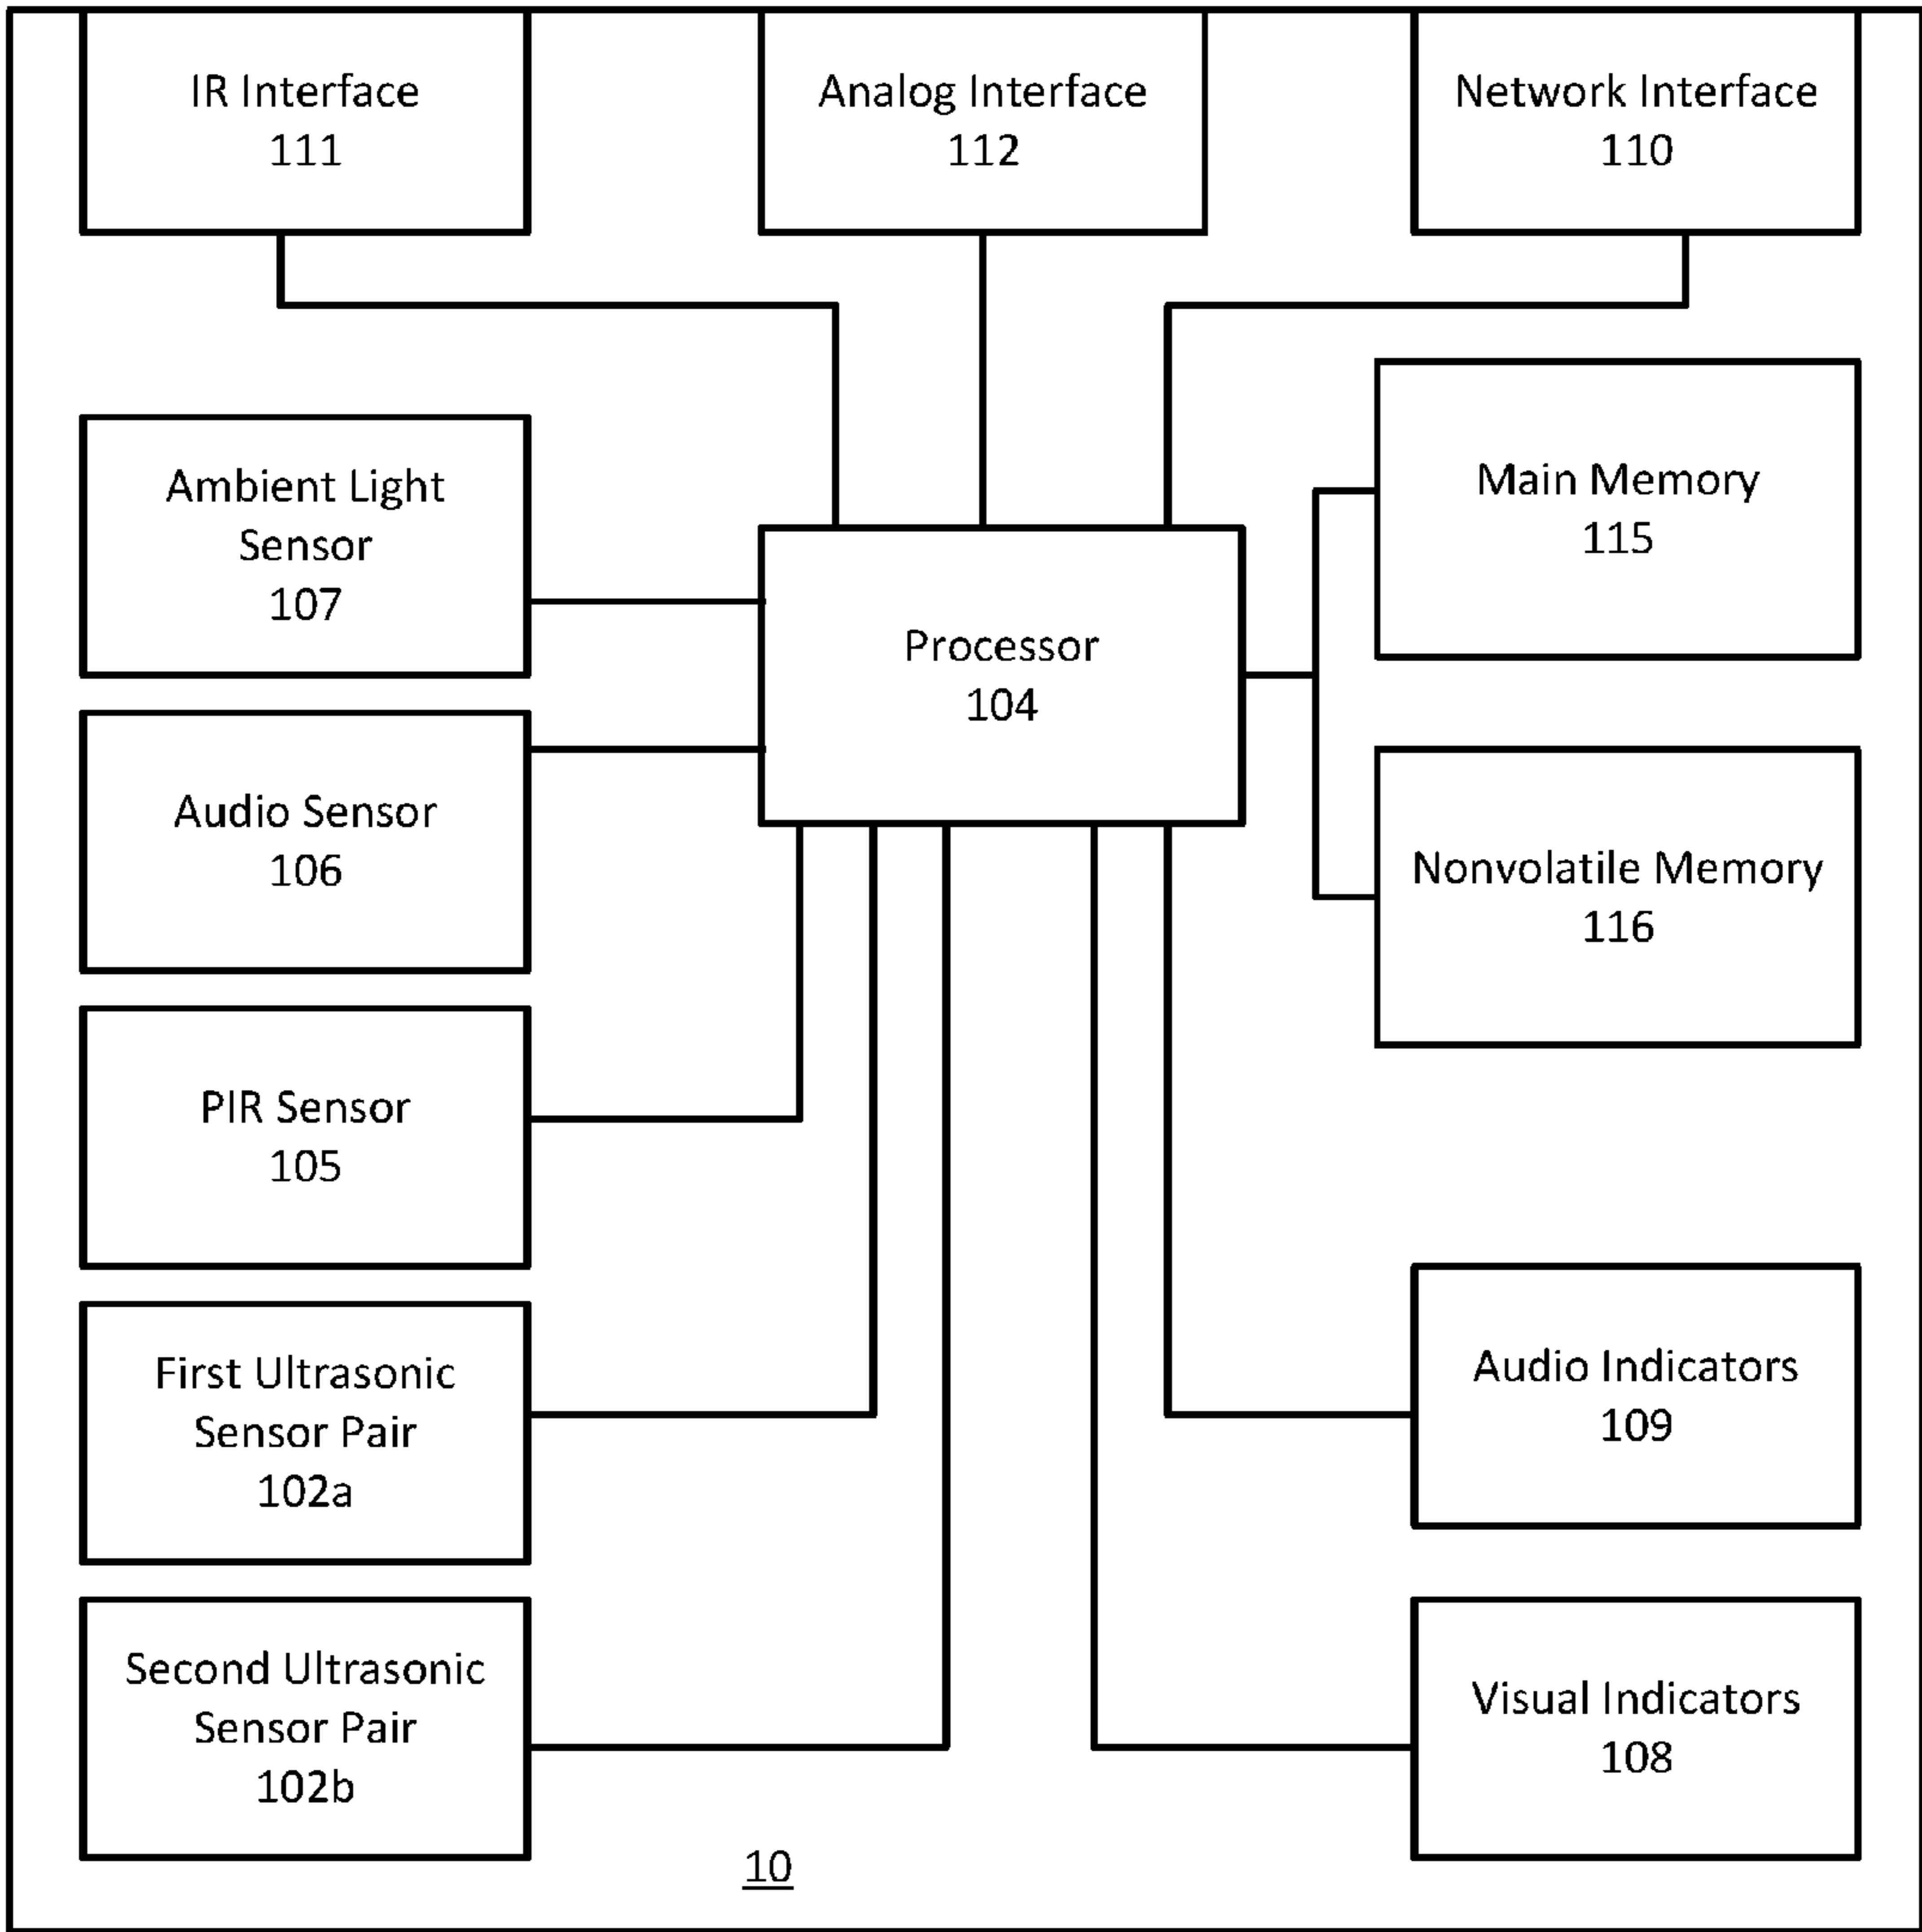 IR Interface
111
Analog Interface
112
Network Interface
110
Ambient Light
Sensor
107
Main Memory
115
Processor
104
Audio Sensor
106
Nonvolatile Memory
116
PIR Sensor
105
First Ultrasonic
Sensor Pair
102a
Audio Indicators
109
Second Ultrasonic
Sensor Pair
102b
Visual Indicators
108
10